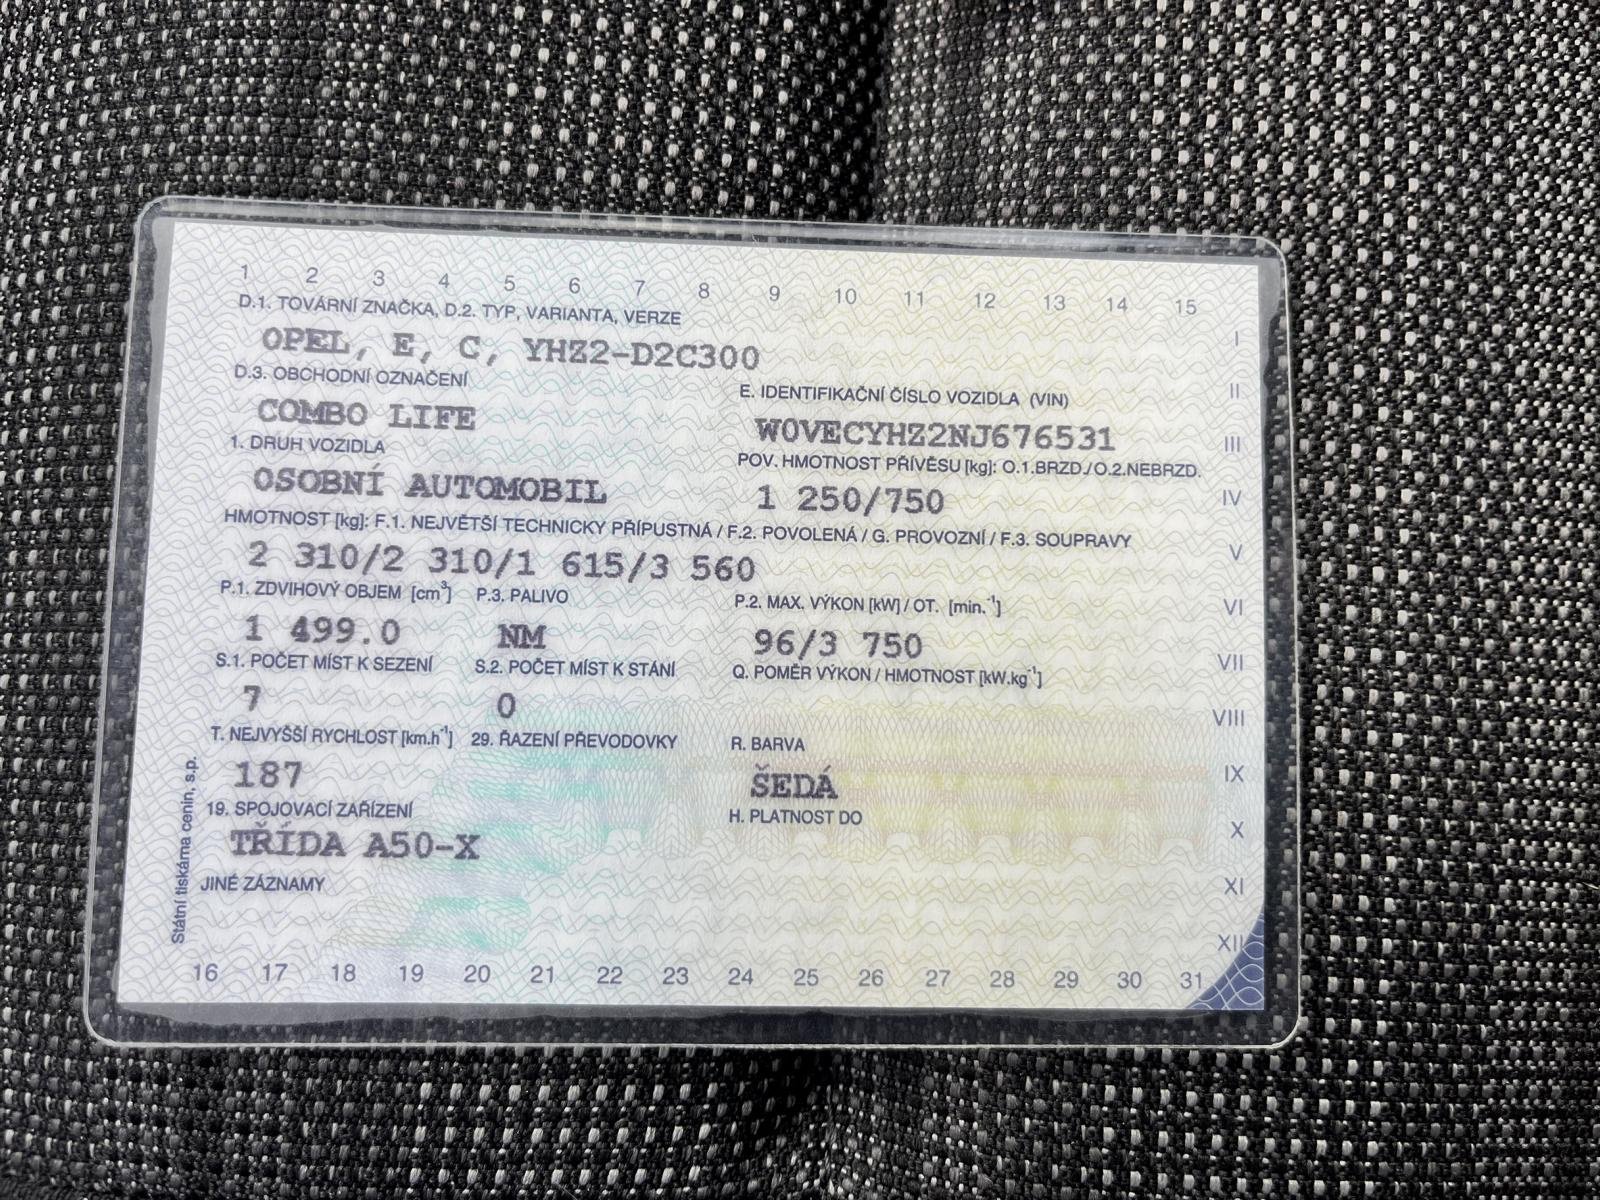 1 2 3 4 5 6 7 8 9 10 11 12 13 14 15
D.1. TOVÁRNÍ ZNAČKA, D.2. TYP, VARIANTA, VERZE
I
OPEL, E, C, YHZ2-D2C300
D.3. OBCHODNÍ OZNAČENÍ
E. IDENTIFIKAČNÍ ČÍSLO VOZIDLA (VIN)
II
COMBO LIFE
W0VECYHZ2NJ676531
III
1. DRUH VOZIDLA
POV. HMOTNOST PŘÍVĚSU [kg]: O.1.BRZD./O.2.NEBRZD.
OSOBNÍ AUTOMOBIL
1 250/750
IV
HMOTNOST [kg]: F.1. NEJVĚTŠÍ TECHNICKY PŘÍPUSTNÁ / F.2. POVOLENÁ / G. PROVOZNÍ / F.3. SOUPRAVY
2 310/2 310/1 615/3 560
V
P.1. ZDVIHOVÝ OBJEM [cm³]
P.3. PALIVO
P.2. MAX. VÝKON [kW] / OT. [min.⁻¹]
VI
1 499.0
NM
96/3 750
S.1. POČET MÍST K SEZENÍ
S.2. POČET MÍST K STÁNÍ
Q. POMĚR VÝKON / HMOTNOST [kW.kg⁻¹]
VII
7
0
VIII
T. NEJVYŠŠÍ RYCHLOST [km.h⁻¹]
29. ŘAZENÍ PŘEVODOVKY
R. BARVA
187
ŠEDÁ
IX
19. SPOJOVACÍ ZAŘÍZENÍ
H. PLATNOST DO
X
TŘÍDA A50-X
JINÉ ZÁZNAMY
XI
XII
Státní tiskárna cenin, s.p.
16 17 18 19 20 21 22 23 24 25 26 27 28 29 30 31